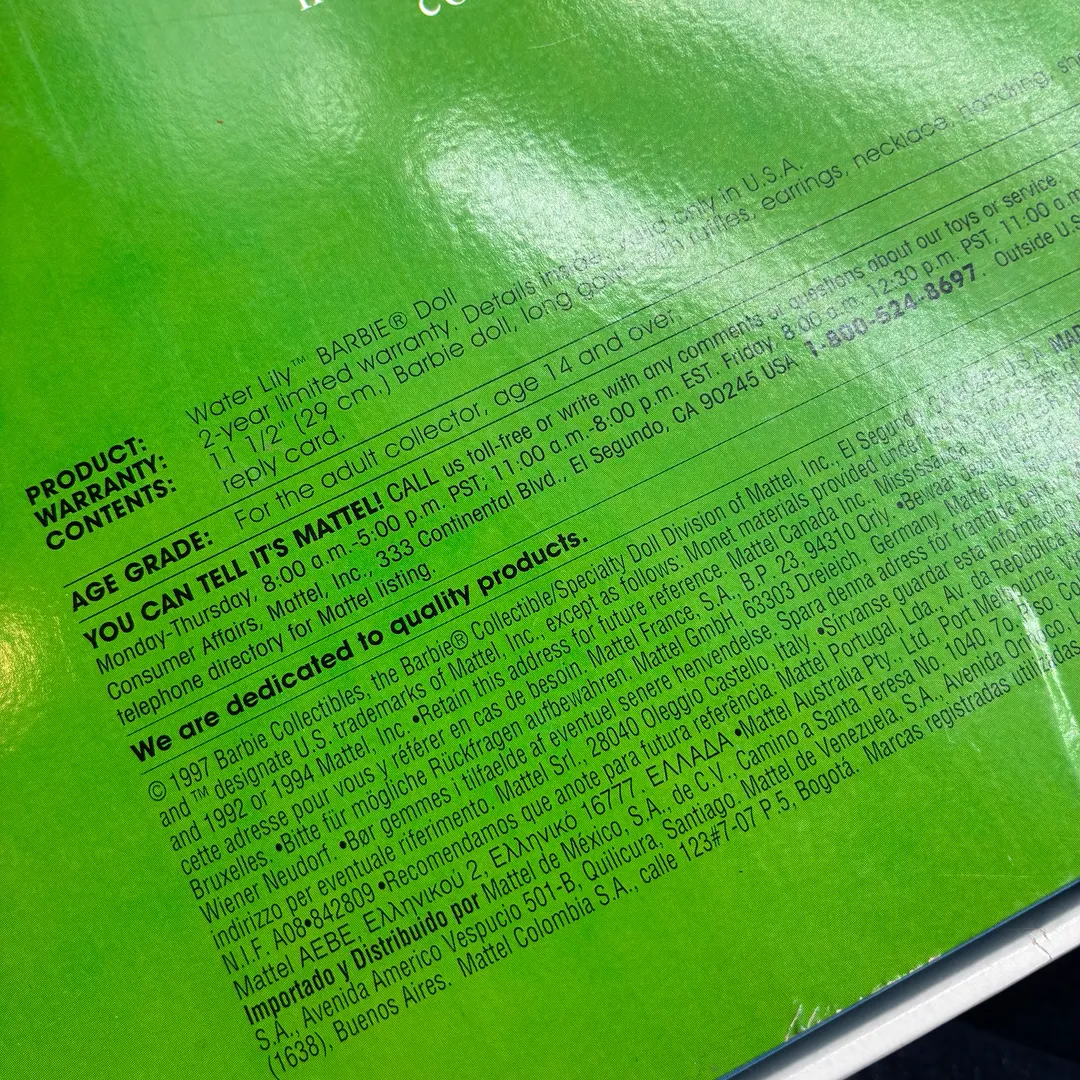 PRODUCT: Water Lily™ BARBIE® Doll
WARRANTY: 2-year limited warranty. Details inside. Valid only in U.S.A.
CONTENTS: 11 1/2" (29 cm.) Barbie doll, long gown with ruffles, earrings, necklace,
reply card.
AGE GRADE: For the adult collector, age 14 and over.
YOU CAN TELL IT'S MATTEL! CALL us toll-free or write with any comments or questions about our toys or service.
Monday-Thursday, 8:00 a.m.-5:00 p.m. PST; 11:00 a.m.-8:00 p.m. EST. Friday 8:00 a.m. 12:30 p.m. PST, 11:00 a.m
Consumer Affairs, Mattel, Inc., 333 Continental Blvd., El Segundo, CA 90245 USA 1-800-524-8697. Outside U.S
telephone directory for Mattel listing.
We are dedicated to quality products.
© 1997 Barbie Collectibles, the Barbie® Collectible/Specialty Doll Division of Mattel, Inc., El Segundo, CA 90245 U.S.A.
and ™ designate U.S. trademarks of Mattel, Inc., except as follows: Monet materials provided under
and 1992 or 1994 Mattel, Inc. •Retain this address for future reference. Mattel Canada Inc., Mississauga
cette adresse pour vous y référer en cas de besoin. Mattel France, S.A., B.P. 23, 94310 Orly. •Bewaar deze
Bruxelles. •Bitte für mögliche Rückfragen aufbewahren. Mattel GmbH, 63303 Dreieich, Germany, Mattel AG
Wiener Neudorf. •Bør gemmes i tilfaelde af eventuel senere henvendelse. Spara denna adress för framtida
indirizzo per eventuale riferimento. Mattel Srl., 28040 Oleggio Castello, Italy. •Sirvanse guardar esta
N.I.F. A08•842809 •Recomendamos que anote para futura referência. Mattel Portugal, Lda., Av. da República
Mattel AEBE, Ελληνικού 2, Ελληνικό 16777, ΕΛΛΑΔΑ •Mattel Australia Pty., Ltd., Port Melbourne
Importado y Distribuido por Mattel de México, S.A., de C.V., Camino a Santa Teresa No. 1040, 7o
S.A., Avenida Americo Vespucio 501-B, Quilicura, Santiago. Mattel de Venezuela, S.A. Avenida
(1638), Buenos Aires. Mattel Colombia S.A., calle 123#7-07 P.5, Bogotá. Marcas registradas utilizadas